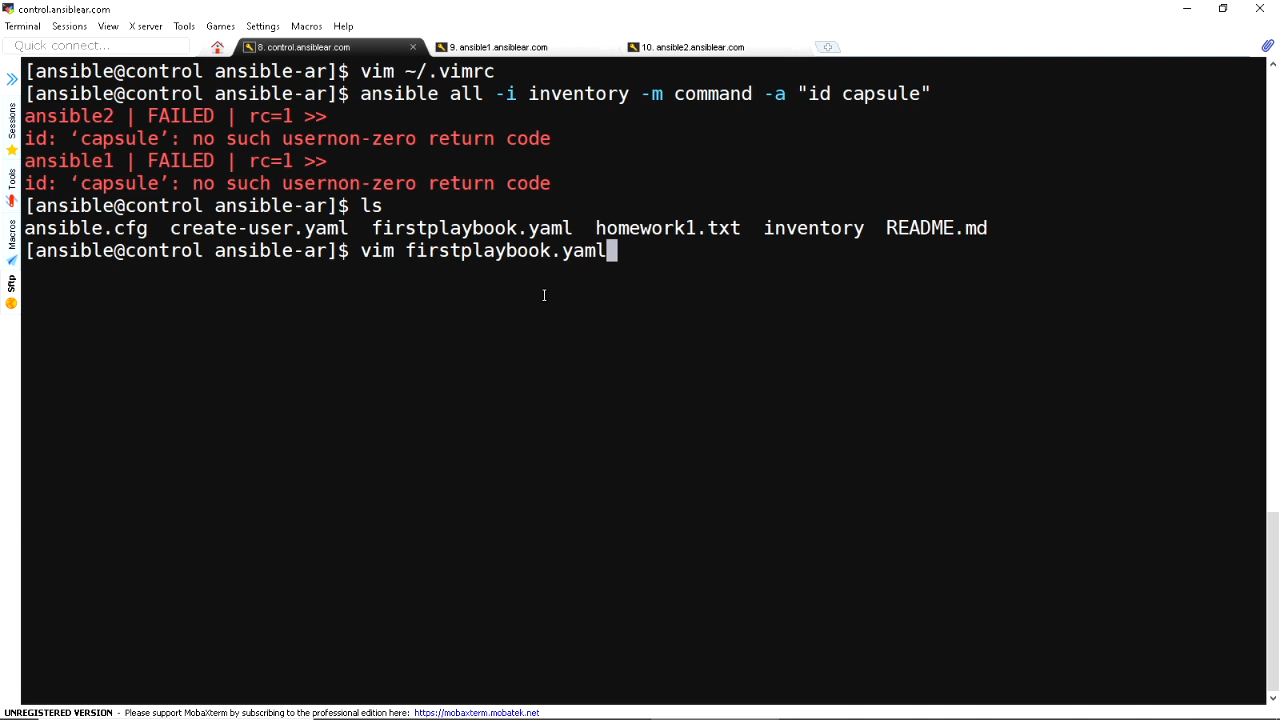 control.ansiblear.com
Terminal Sessions View X server Tools Games Settings Macros Help
Quick connect...
8. control.ansiblear.com
9. ansible1.ansiblear.com
10. ansible2.ansiblear.com
Sessions
Tools
Macros
Sftp
[ansible@control ansible-ar]$ vim ~/.vimrc
[ansible@control ansible-ar]$ ansible all -i inventory -m command -a "id capsule"
ansible2 | FAILED | rc=1 >>
id: ‘capsule’: no such usernon-zero return code
ansible1 | FAILED | rc=1 >>
id: ‘capsule’: no such usernon-zero return code
[ansible@control ansible-ar]$ ls
ansible.cfg create-user.yaml firstplaybook.yaml homework1.txt inventory README.md
[ansible@control ansible-ar]$ vim firstplaybook.yaml
UNREGISTERED VERSION - Please support MobaXterm by subscribing to the professional edition here: https://mobaxterm.mobatek.net